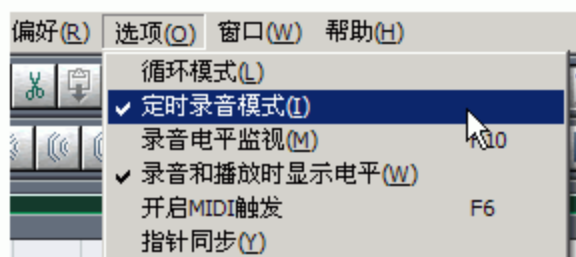 偏好(R) 选项(O) 窗口(W) 帮助(H)
循环模式(L)
✓ 定时录音模式(I)
录音电平监视(M) F10
✓ 录音和播放时显示电平(W)
开启MIDI触发 F6
指针同步(Y)